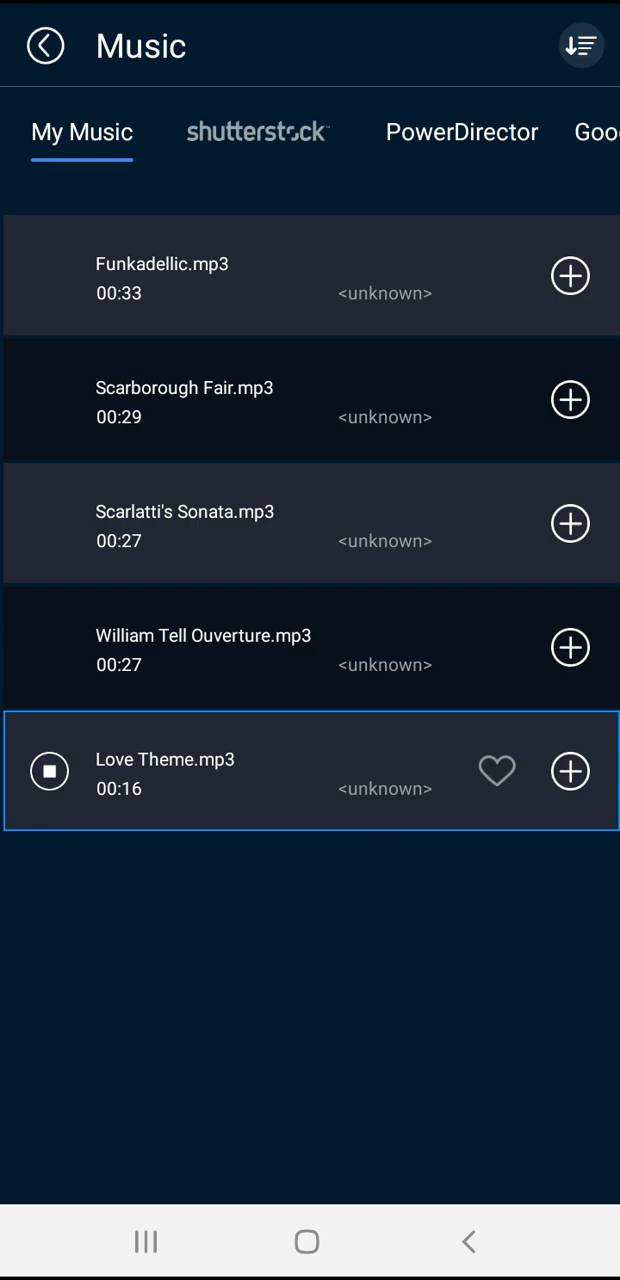 Music
My Music shutterstock PowerDirector Goo
Funkadellic.mp3
00:33 <unknown>
Scarborough Fair.mp3
00:29 <unknown>
Scarlatti's Sonata.mp3
00:27 <unknown>
William Tell Ouverture.mp3
00:27 <unknown>
Love Theme.mp3
00:16 <unknown>